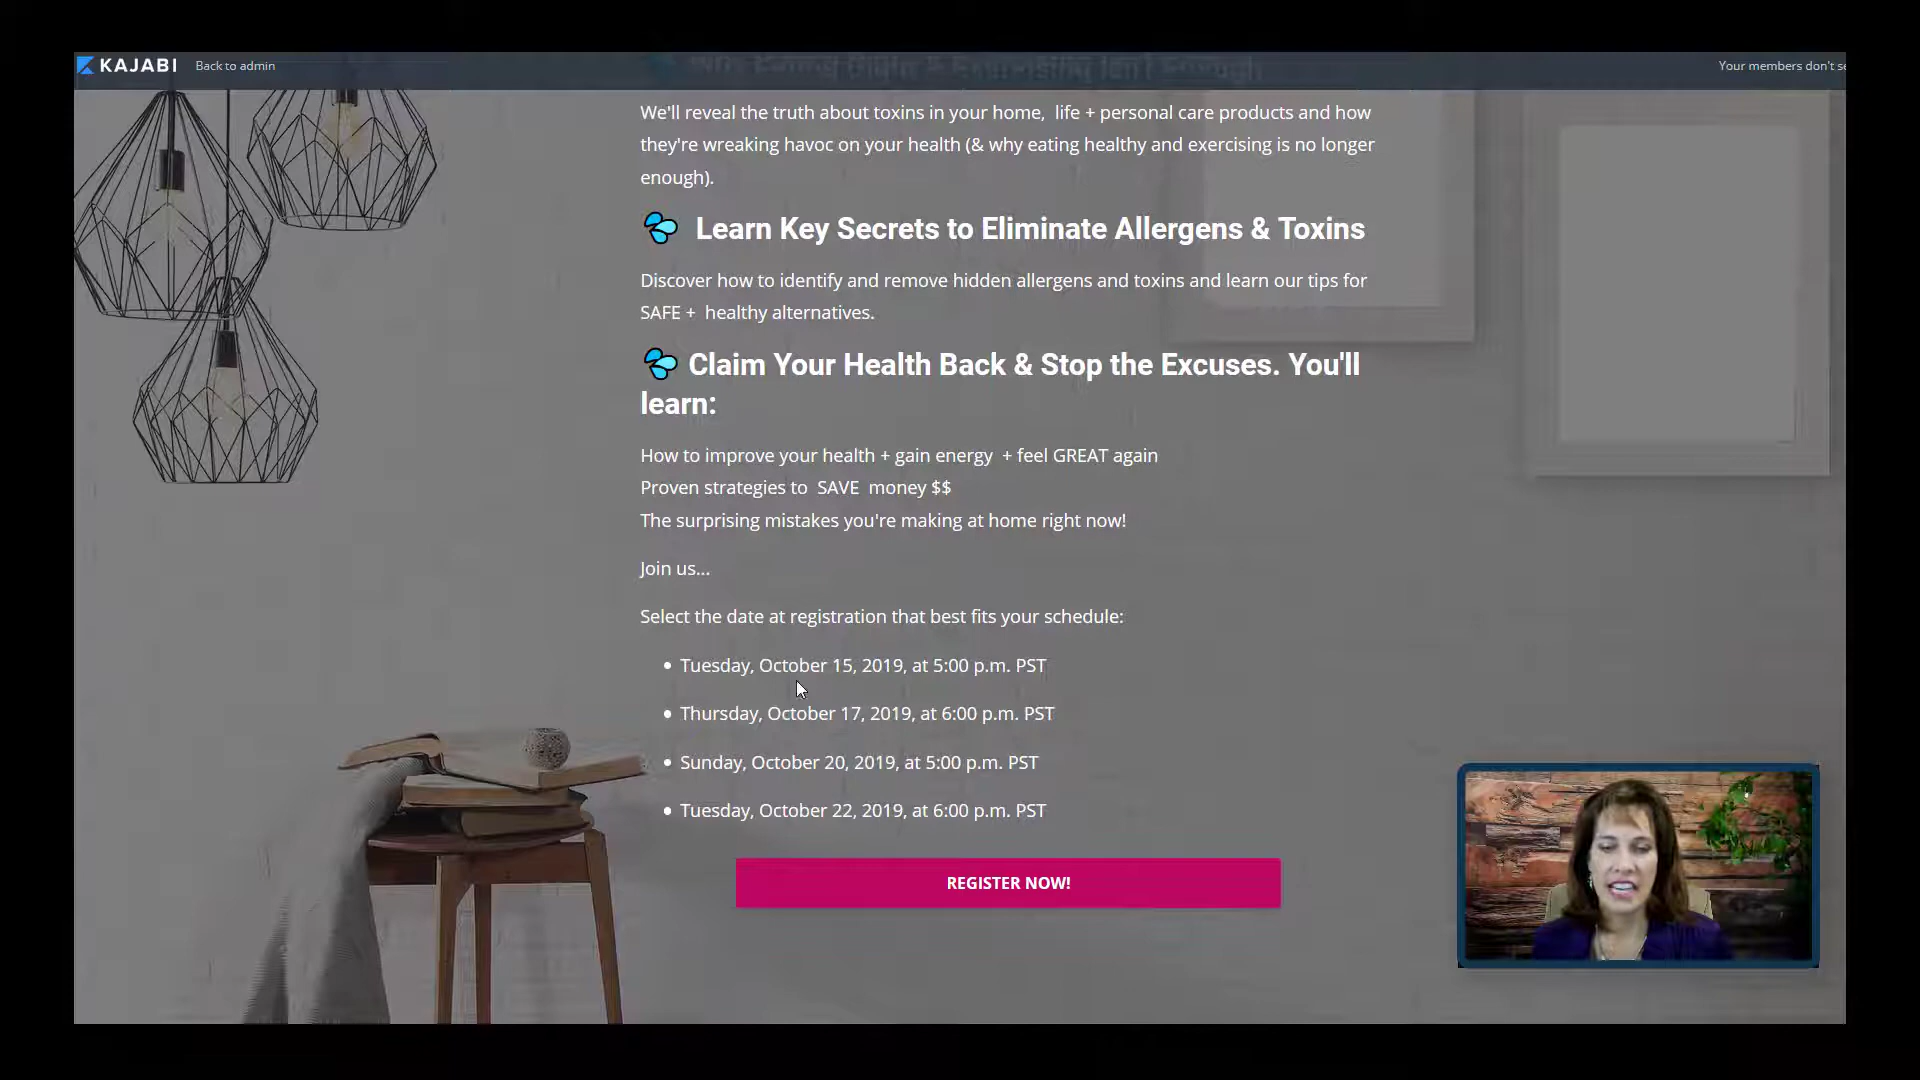 KAJABI Back to admin Your members don't se
Why Eating Right & Exercising Isn't Enough
We'll reveal the truth about toxins in your home,  life + personal care products and how
they're wreaking havoc on your health (& why eating healthy and exercising is no longer
enough).
Learn Key Secrets to Eliminate Allergens & Toxins
Discover how to identify and remove hidden allergens and toxins and learn our tips for
SAFE +  healthy alternatives.
Claim Your Health Back & Stop the Excuses. You'll
learn:
How to improve your health + gain energy  + feel GREAT again
Proven strategies to  SAVE  money $$
The surprising mistakes you're making at home right now!
Join us...
Select the date at registration that best fits your schedule:
Tuesday, October 15, 2019, at 5:00 p.m. PST
Thursday, October 17, 2019, at 6:00 p.m. PST
Sunday, October 20, 2019, at 5:00 p.m. PST
Tuesday, October 22, 2019, at 6:00 p.m. PST
REGISTER NOW!